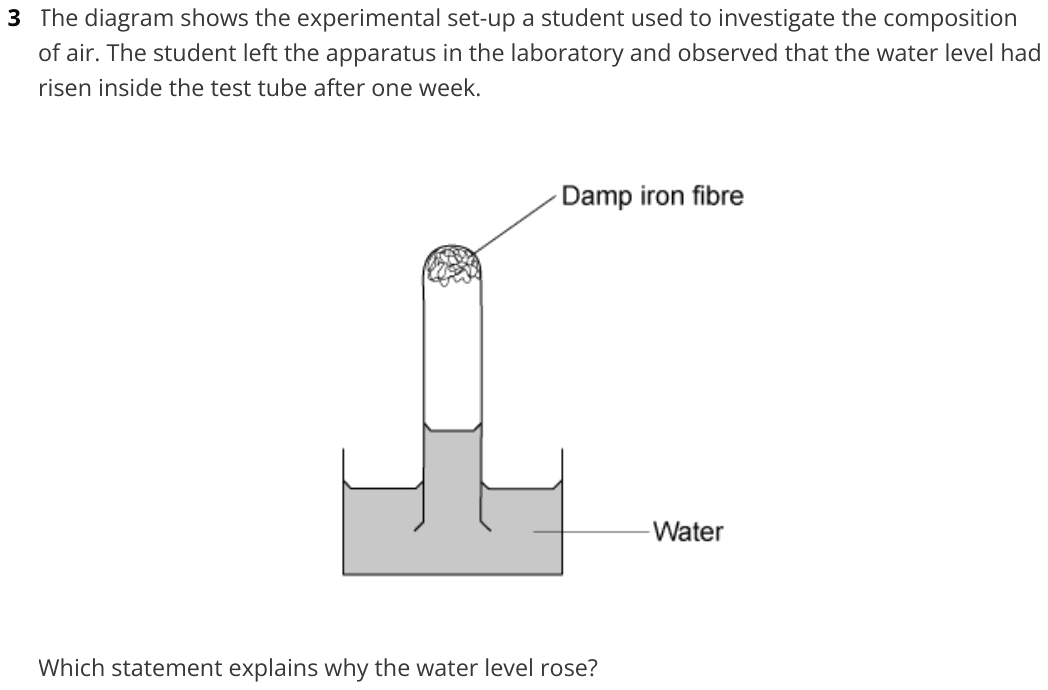 3 The diagram shows the experimental set-up a student used to investigate the composition
of air. The student left the apparatus in the laboratory and observed that the water level had
risen inside the test tube after one week.
Damp iron fibre
Water
Which statement explains why the water level rose?